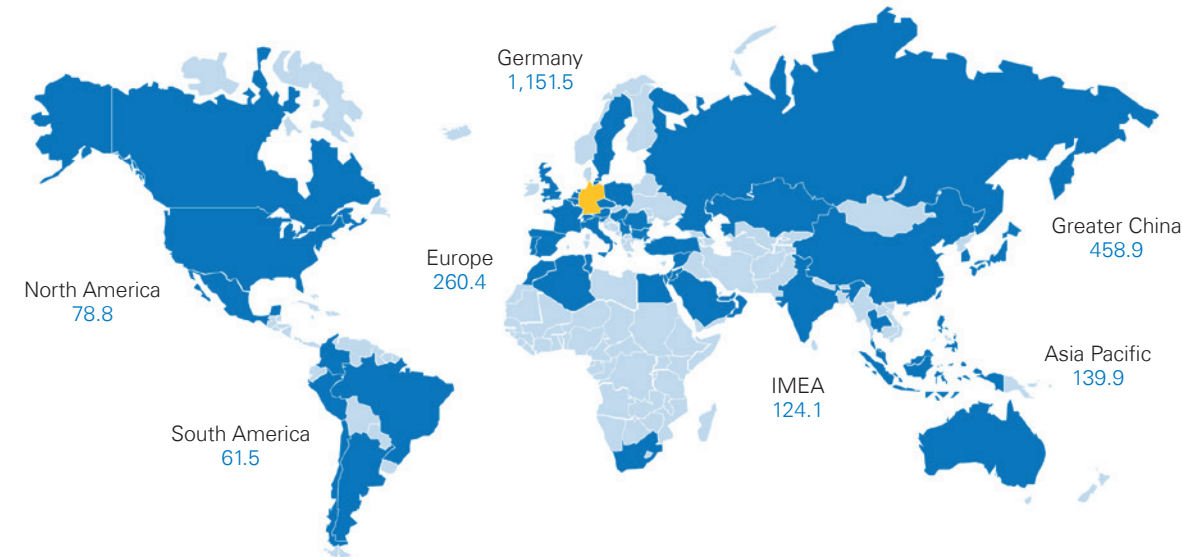 Germany
1,151.5
Greater China
458.9
Europe
260.4
North America
78.8
Asia Pacific
139.9
IMEA
124.1
South America
61.5